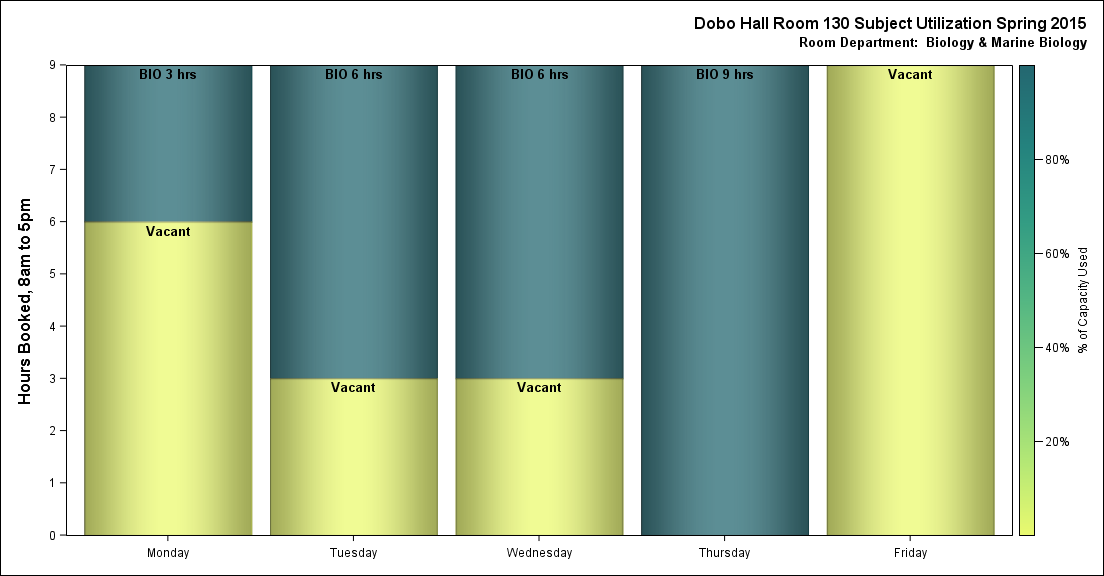 Dobo Hall Room 130 Subject Utilization Spring 2015
Room Department:  Biology & Marine Biology
Hours Booked, 8am to 5pm
9
8
7
6
5
4
3
2
1
0
BIO 3 hrs
Vacant
BIO 6 hrs
Vacant
BIO 6 hrs
Vacant
BIO 9 hrs
Vacant
Monday
Tuesday
Wednesday
Thursday
Friday
80%
60%
40%
20%
% of Capacity Used